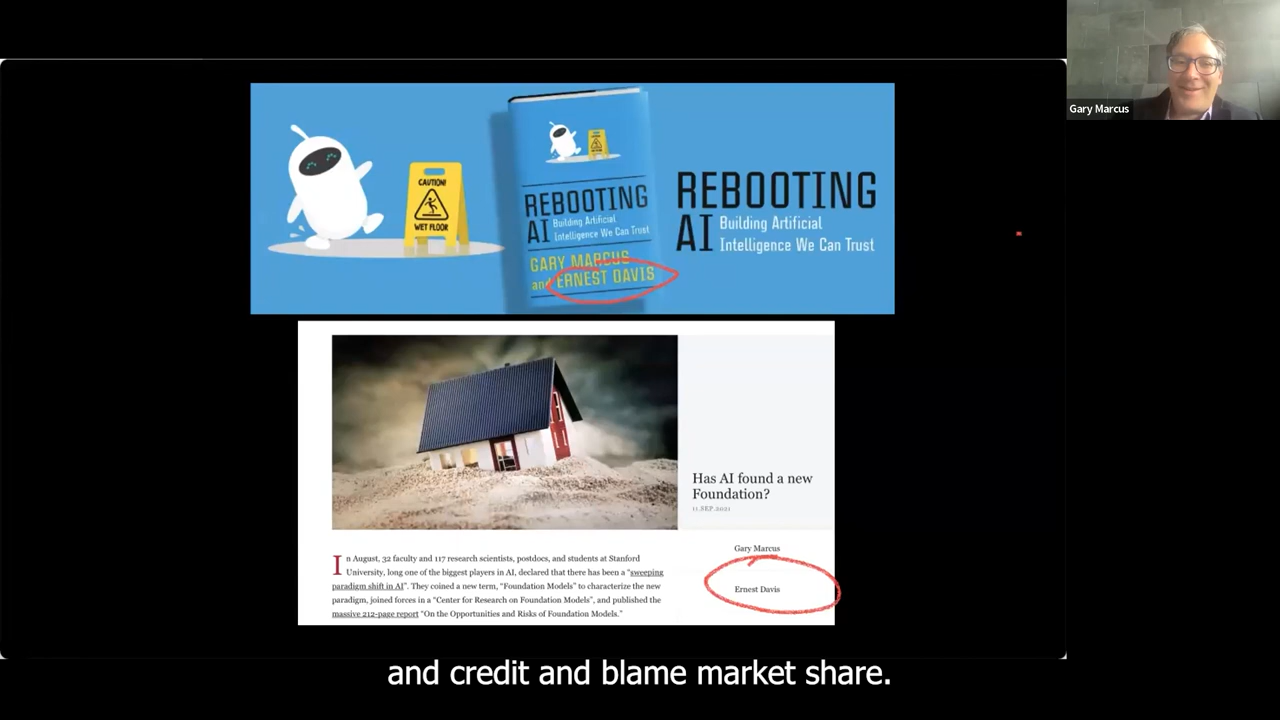 Gary Marcus
CAUTION!
WET FLOOR
REBOOTING
AI Building Artificial
Intelligence We Can Trust
GARY MARCUS
and ERNEST DAVIS
REBOOTING
AI Building Artificial
Intelligence We Can Trust
Has AI found a new
Foundation?
11.SEP.2021
Gary Marcus
Ernest Davis
In August, 32 faculty and 117 research scientists, postdocs, and students at Stanford
University, long one of the biggest players in AI, declared that there has been a “sweeping
paradigm shift in AI”. They coined a new term, “Foundation Models” to characterize the new
paradigm, joined forces in a “Center for Research on Foundation Models”, and published the
massive 212-page report “On the Opportunities and Risks of Foundation Models.”
and credit and blame market share.